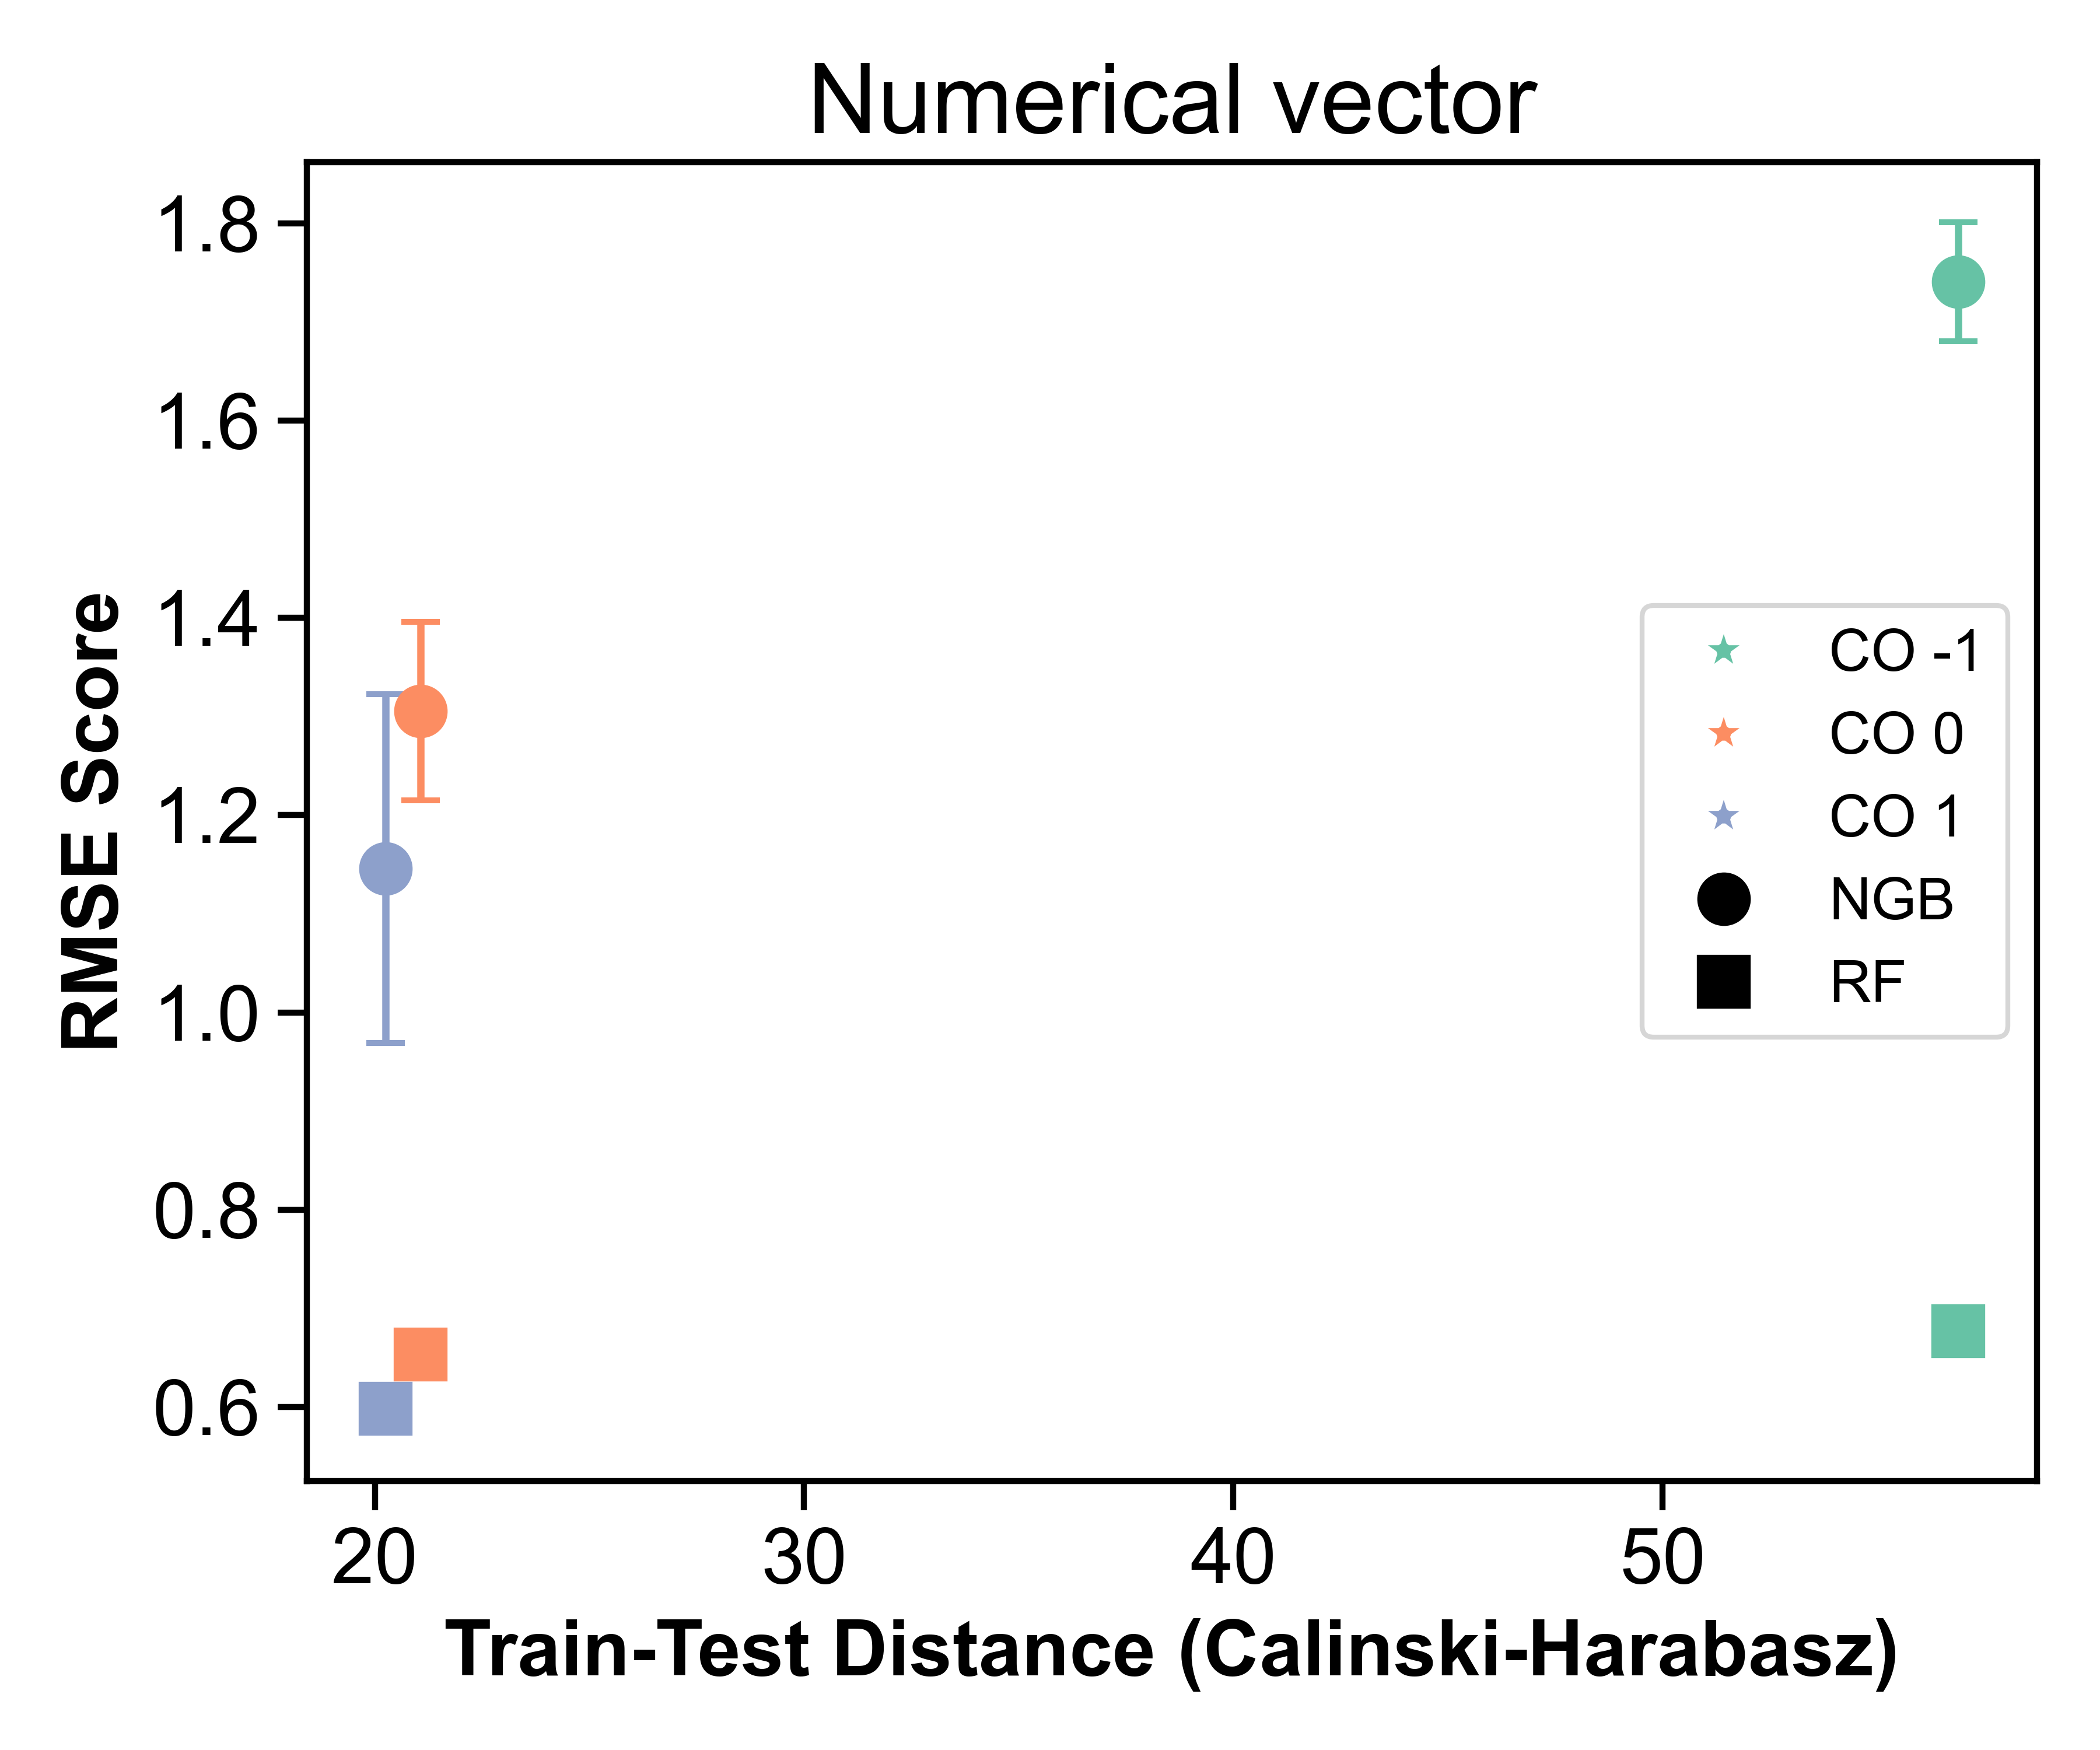 Numerical vector
1.8
1.6
1.4
1.2
1.0
0.8
0.6
RMSE Score
CO -1
CO 0
CO 1
NGB
RF
20 30 40 50
Train-Test Distance (Calinski-Harabasz)